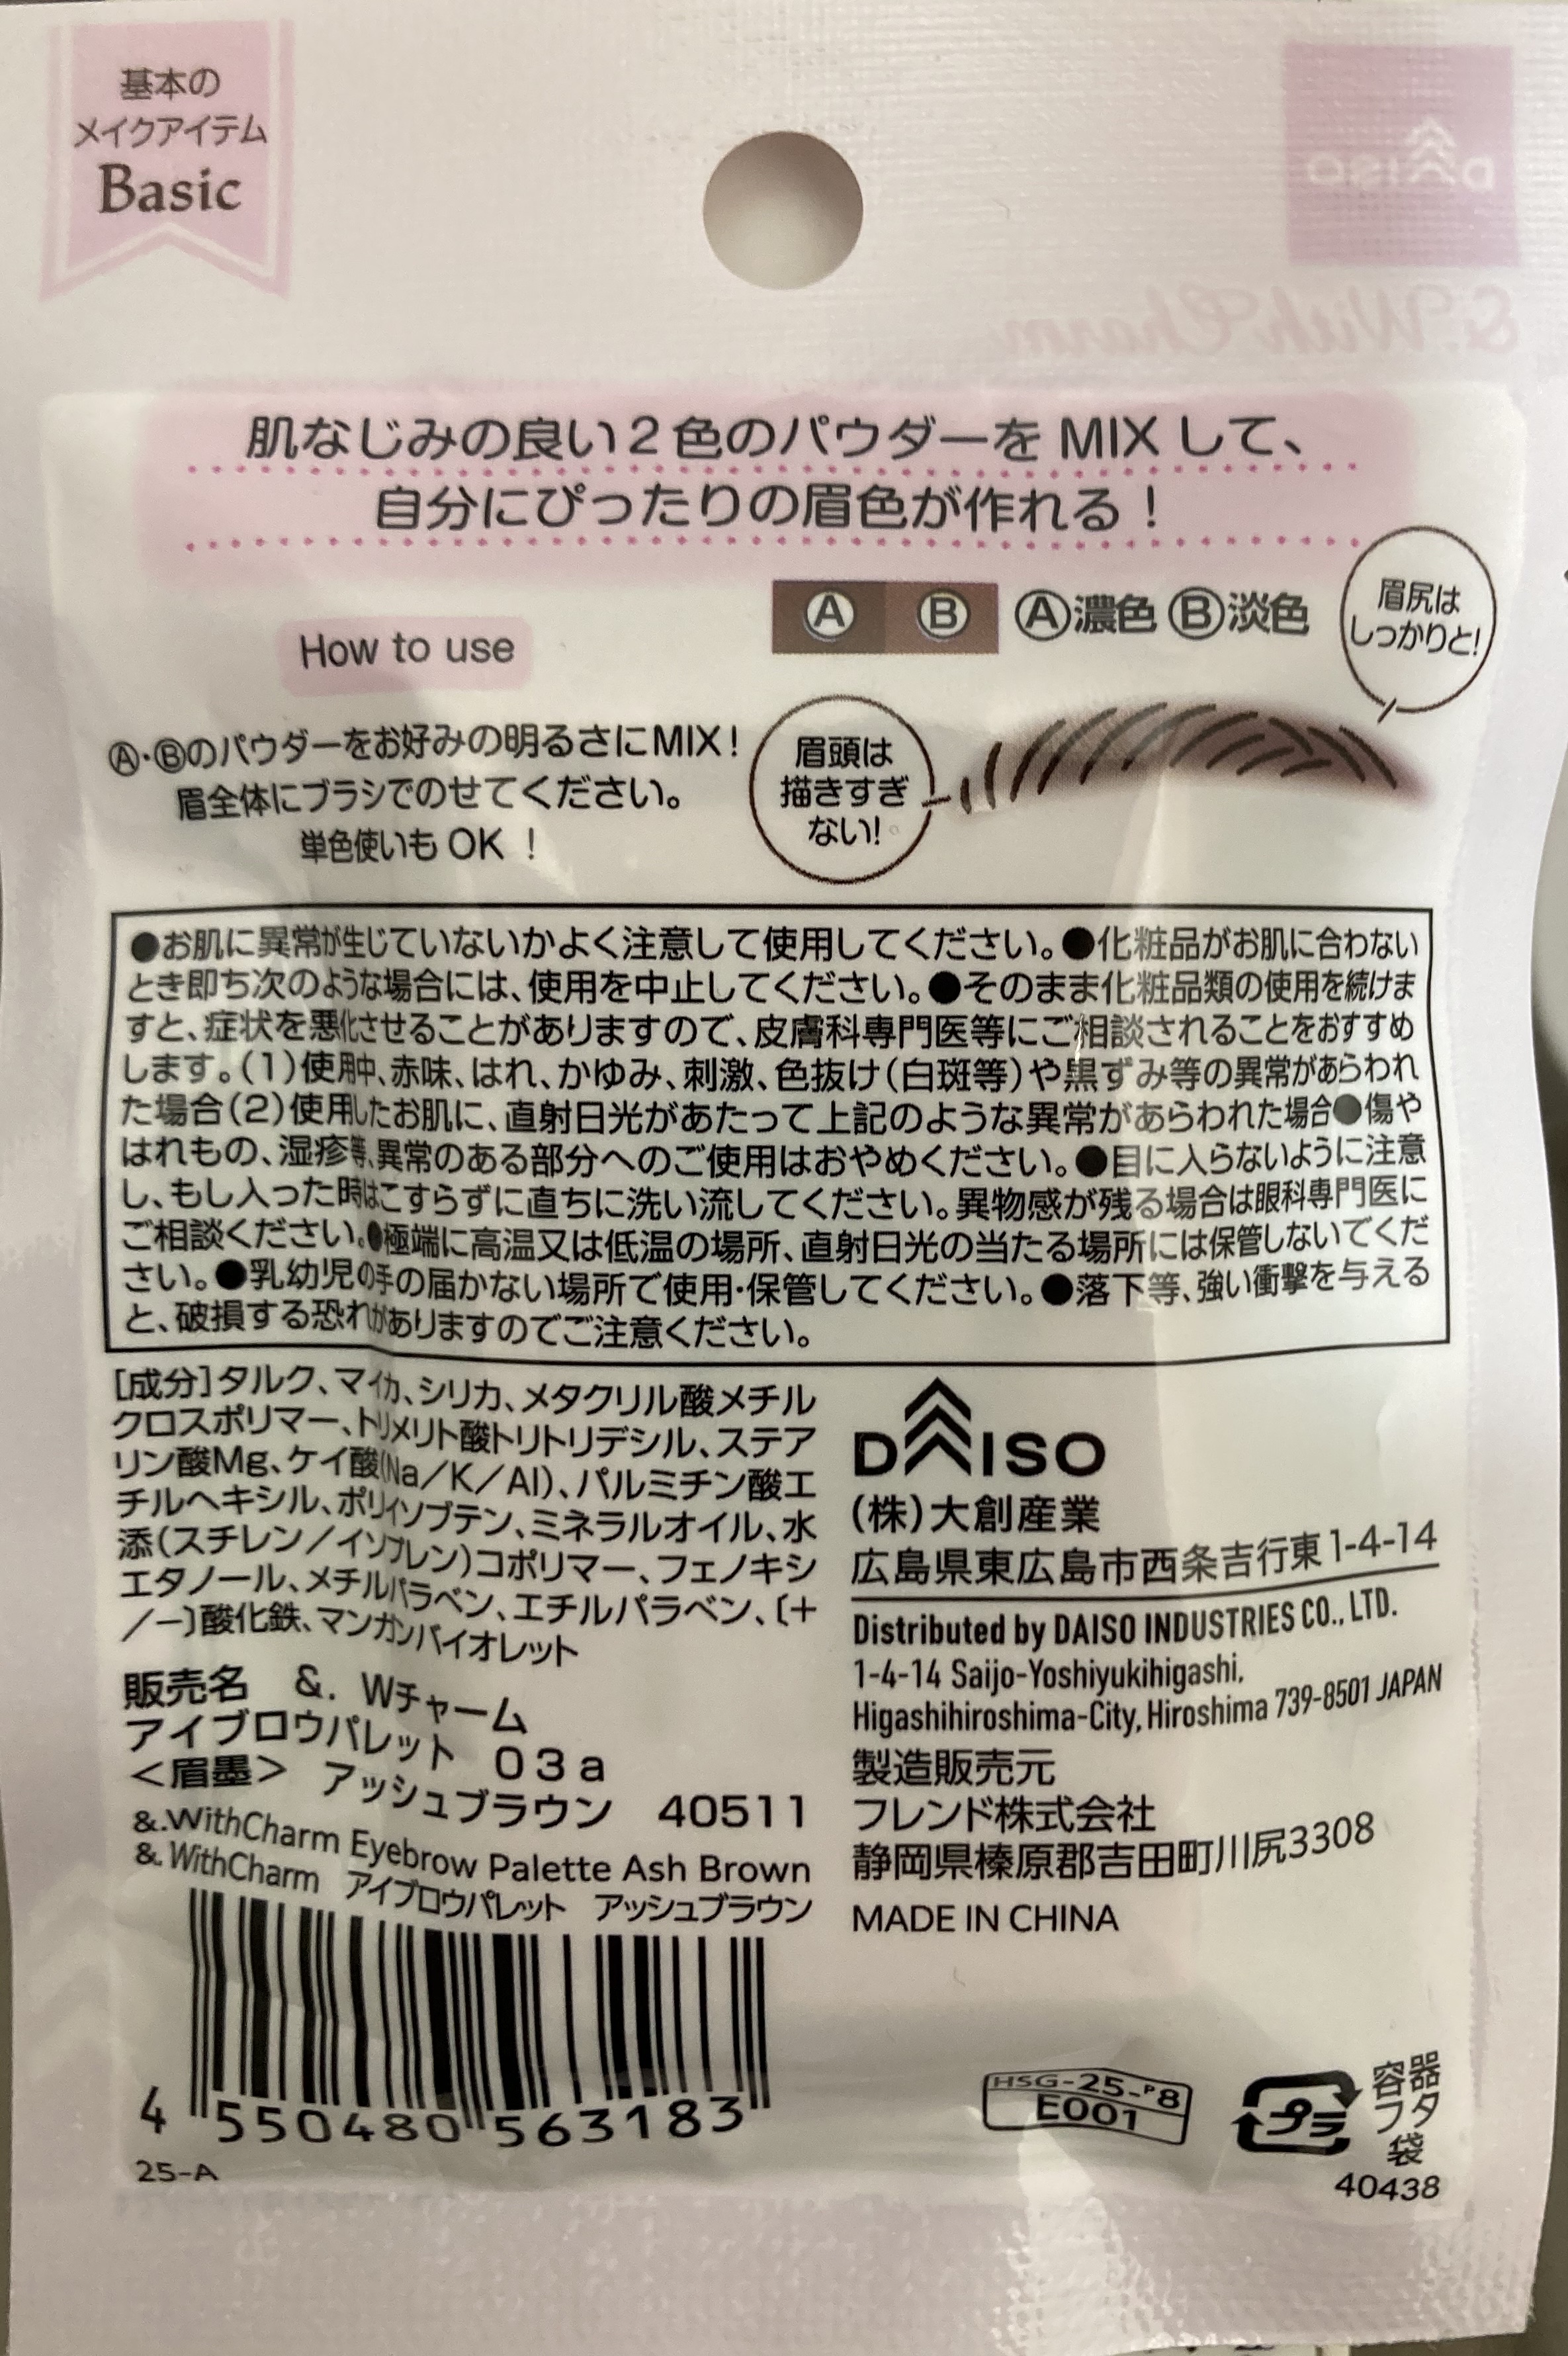 基本の
メイクアイテム
Basic
DAISO
&.WithCharm
肌なじみの良い2色のパウダーを MIX して、
自分にぴったりの眉色が作れる！
Ⓐ Ⓑ Ⓐ濃色 Ⓑ淡色
眉尻は
しっかりと!
How to use
Ⓐ・Ⓑのパウダーをお好みの明るさにMIX!
眉全体にブラシでのせてください。
単色使いも OK ！
眉頭は
描きすぎ
ない!
●お肌に異常が生じていないかよく注意して使用してください。●化粧品がお肌に合わない
とき即ち次のような場合には、使用を中止してください。●そのまま化粧品類の使用を続けま
すと、症状を悪化させることがありますので、皮膚科専門医等にご相談されることをおすすめ
します。(1)使用中、赤味、はれ、かゆみ、刺激、色抜け(白斑等)や黒ずみ等の異常があらわれ
た場合(2)使用したお肌に、直射日光があたって上記のような異常があらわれた場合●傷や
はれもの、湿疹等、異常のある部分へのご使用はおやめください。●目に入らないように注意
し、もし入った時はこすらずに直ちに洗い流してください。異物感が残る場合は眼科専門医に
ご相談ください。●極端に高温又は低温の場所、直射日光の当たる場所には保管しないでくだ
さい。●乳幼児の手の届かない場所で使用・保管してください。●落下等、強い衝撃を与える
と、破損する恐れがありますのでご注意ください。
[成分]タルク、マイカ、シリカ、メタクリル酸メチル
クロスポリマー、トリメリト酸トリトリデシル、ステア
リン酸Mg、ケイ酸(Na／K／Al)、パルミチン酸エ
チルヘキシル、ポリイソブテン、ミネラルオイル、水
添(スチレン／イソプレン)コポリマー、フェノキシ
エタノール、メチルパラベン、エチルパラベン、〔＋
／－〕酸化鉄、マンガンバイオレット
販売名 &. Wチャーム
アイブロウパレット 03a
＜眉墨＞ アッシュブラウン 40511
&.WithCharm Eyebrow Palette Ash Brown
&.WithCharm アイブロウパレット アッシュブラウン
4 550480 563183
25-A
DAISO
(株)大創産業
広島県東広島市西条吉行東1-4-14
Distributed by DAISO INDUSTRIES CO., LTD.
1-4-14 Saijo-Yoshiyukihigashi,
Higashihiroshima-City, Hiroshima 739-8501 JAPAN
製造販売元
フレンド株式会社
静岡県榛原郡吉田町川尻3308
MADE IN CHINA
HSG-25-P8
E001
プラ
容器
フタ
袋
40438